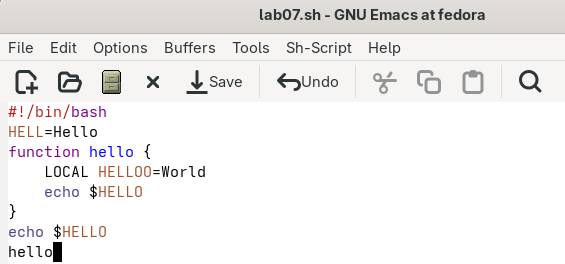 lab07.sh - GNU Emacs at fedora
File Edit Options Buffers Tools Sh-Script Help
Save Undo
#!/bin/bash
HELL=Hello
function hello {
    LOCAL HELLOO=World
    echo $HELLO
}
echo $HELLO
hello